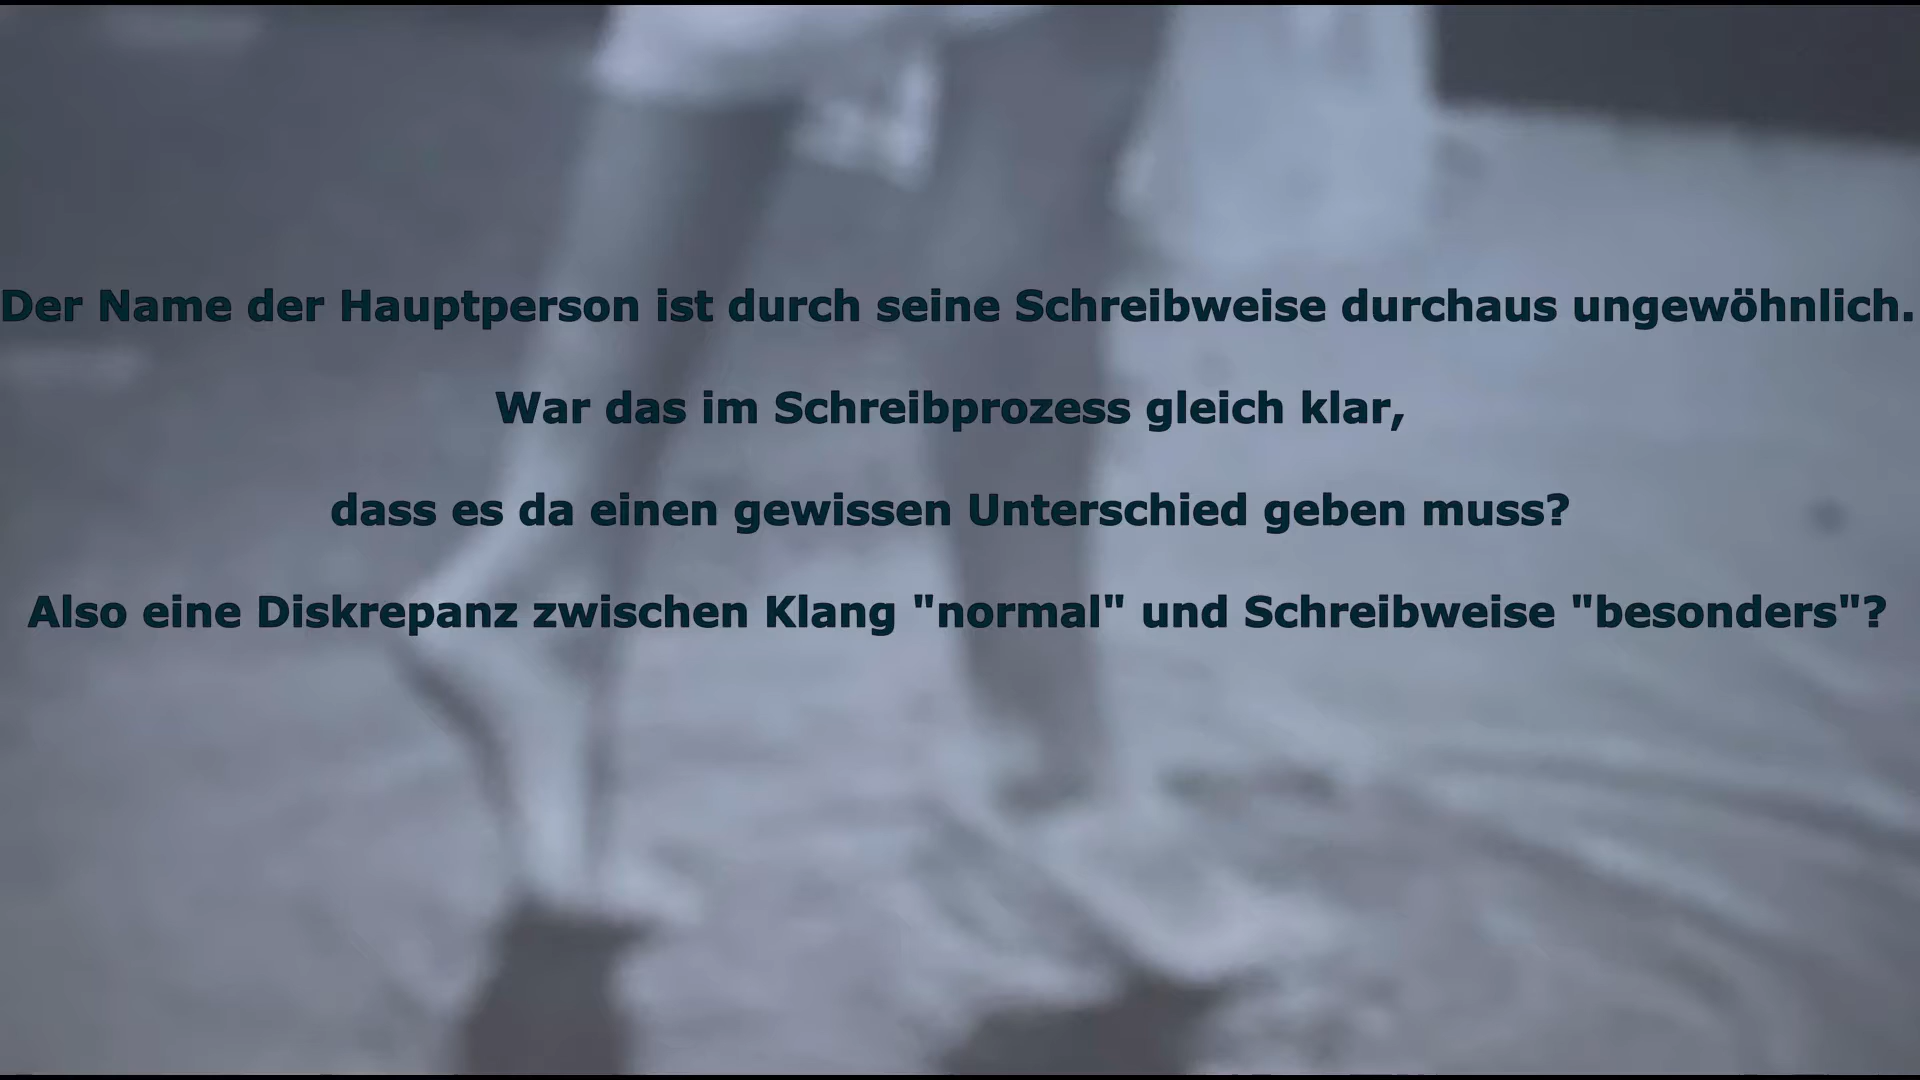 Der Name der Hauptperson ist durch seine Schreibweise durchaus ungewöhnlich.
War das im Schreibprozess gleich klar,
dass es da einen gewissen Unterschied geben muss?
Also eine Diskrepanz zwischen Klang "normal" und Schreibweise "besonders"?